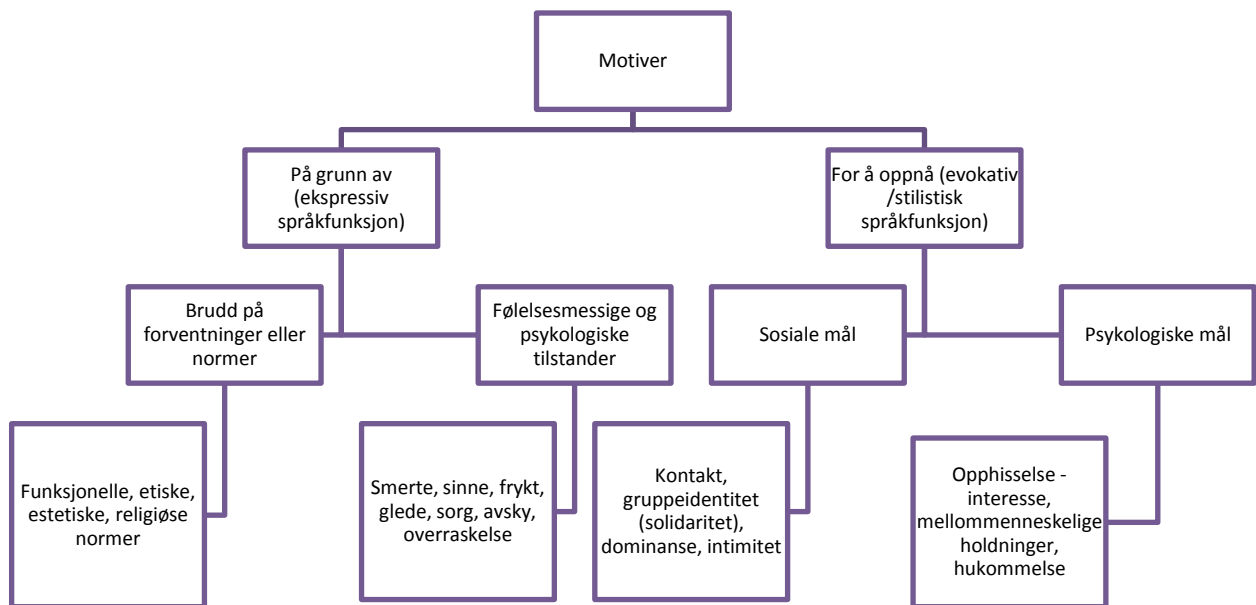 Motiver
På grunn av
(ekspressiv
språkfunksjon)
For å oppnå (evokativ
/stilistisk
språkfunksjon)
Brudd på
forventninger eller
normer
Følelsesmessige og
psykologiske
tilstander
Sosiale mål
Psykologiske mål
Funksjonelle, etiske,
estetiske, religiøse
normer
Smerte, sinne, frykt,
glede, sorg, avsky,
overraskelse
Kontakt,
gruppeidentitet
(solidaritet),
dominanse, intimitet
Opphisselse -
interesse,
mellommenneskelige
holdninger,
hukommelse